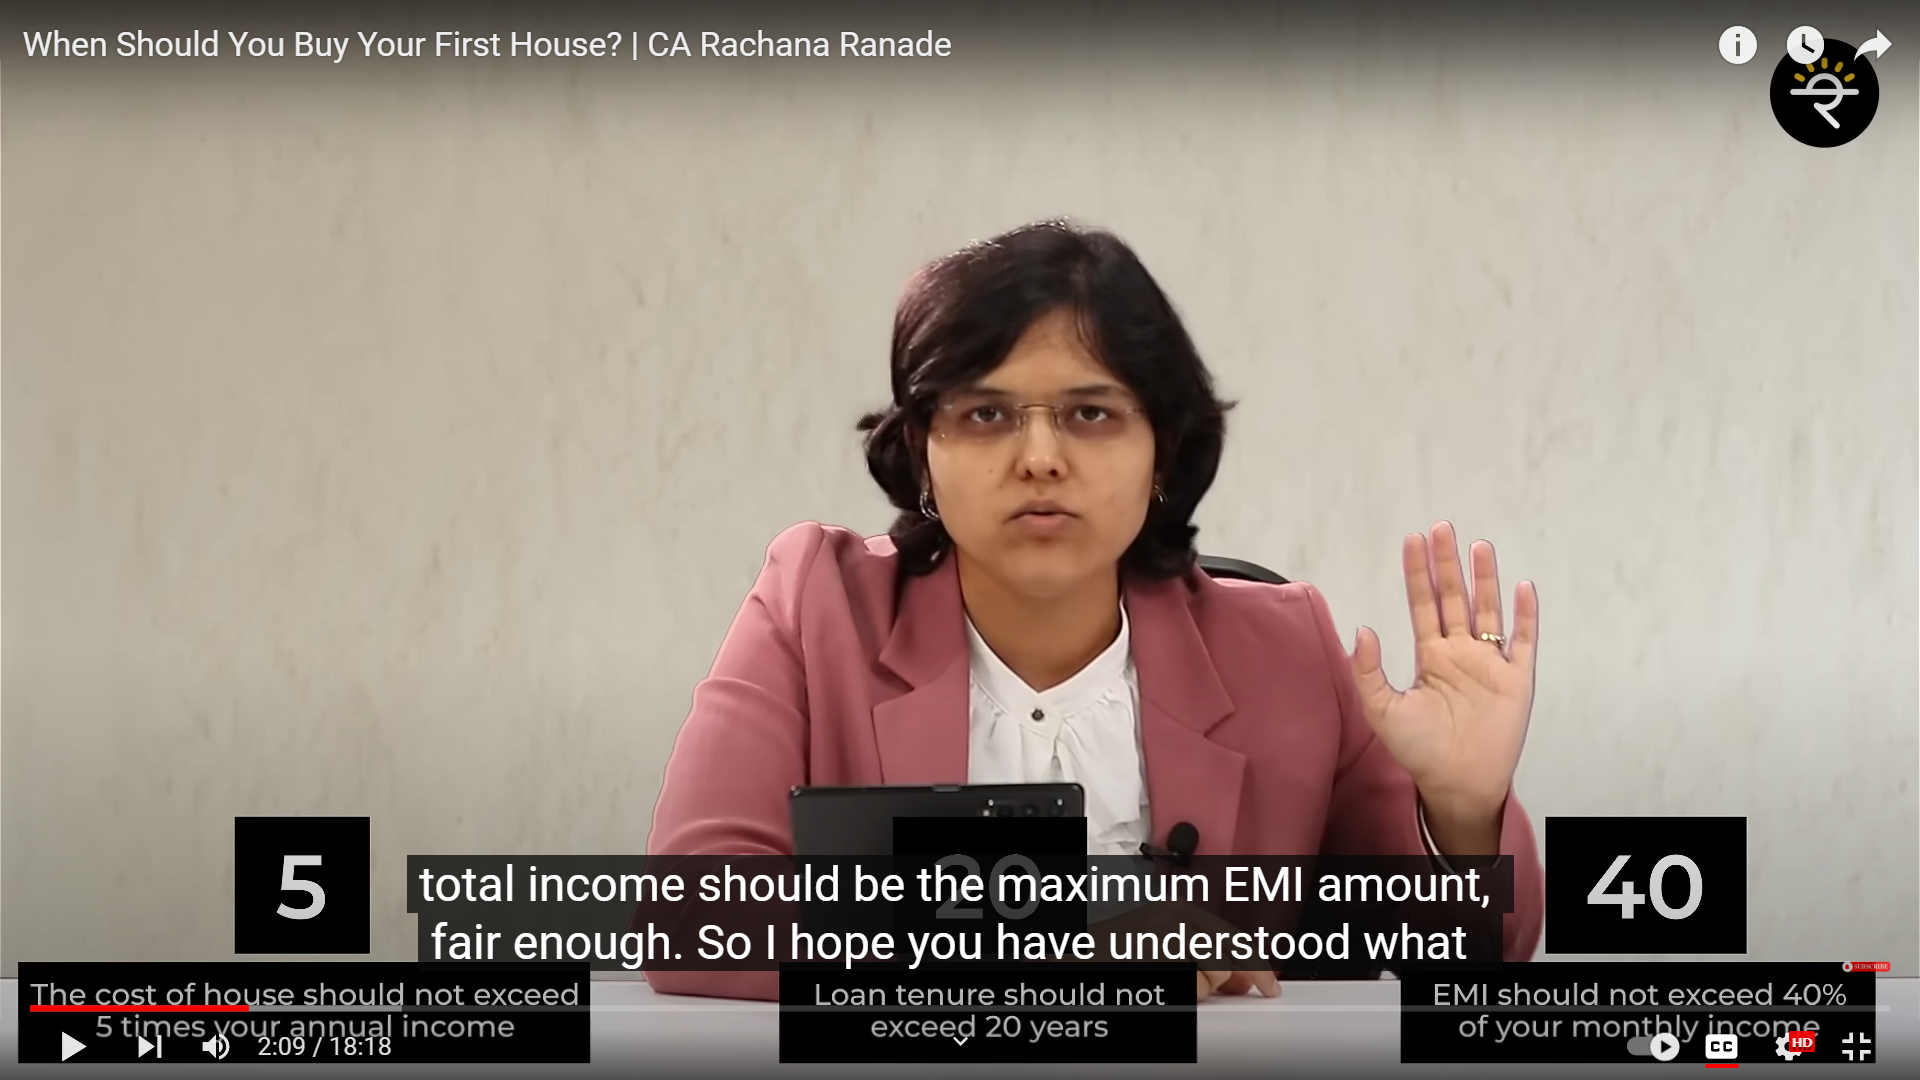 When Should You Buy Your First House? | CA Rachana Ranade
5
20
40
total income should be the maximum EMI amount,
fair enough. So I hope you have understood what
The cost of house should not exceed
5 times your annual income
Loan tenure should not
exceed 20 years
EMI should not exceed 40%
of your monthly income
SUBSCRIBE
2:09 / 18:18
CC
HD